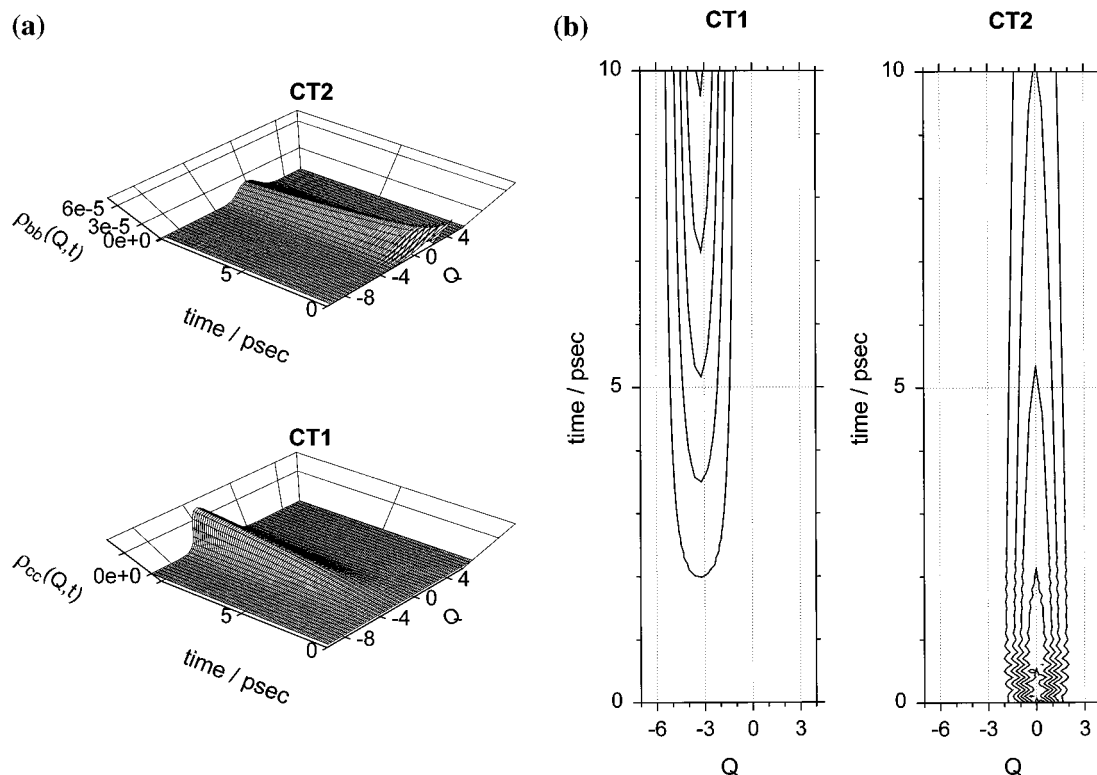 (a)
CT2
6e-5
3e-5
0e+0
ρbb(Q,t)
5
0
time / psec
-8
-4
0
4
Q
CT1
0e+0
ρcc(Q,t)
5
0
time / psec
-8
-4
0
4
Q
(b)
CT1
10
5
0
time / psec
-6
-3
0
3
Q
CT2
10
5
0
time / psec
-6
-3
0
3
Q